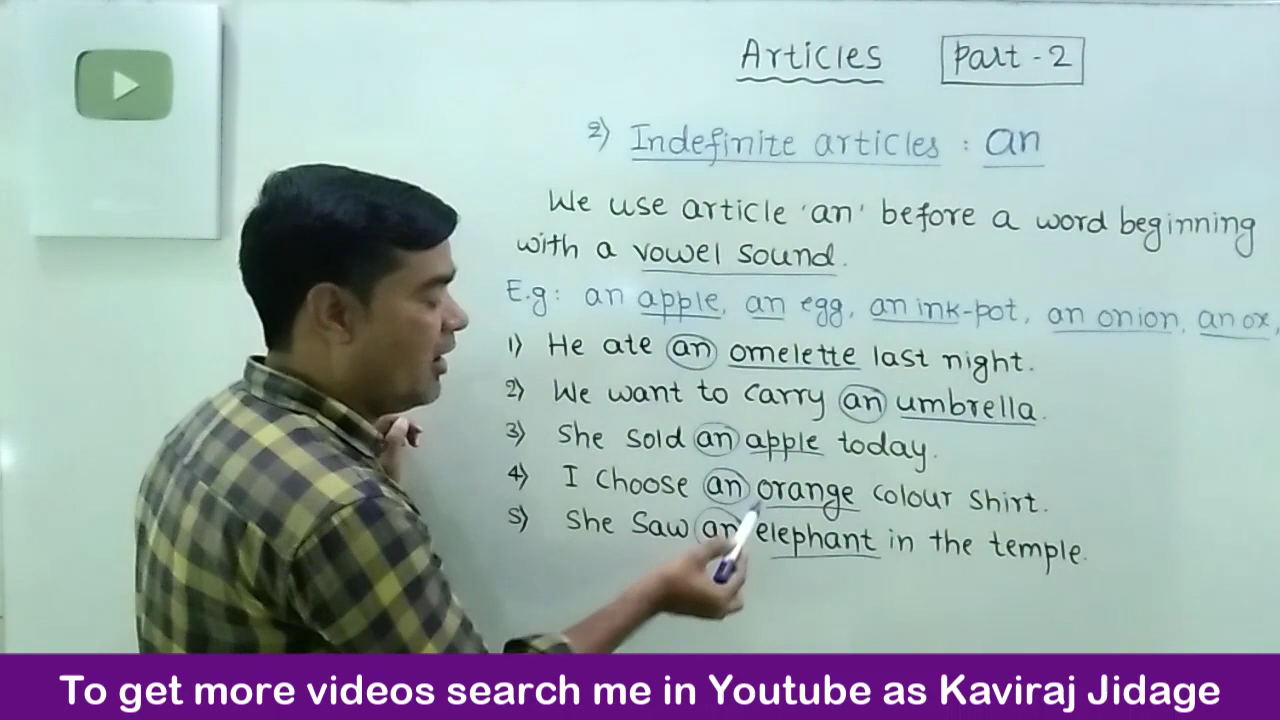 Articles Part - 2
2) Indefinite articles : an
We use article 'an' before a word beginning
with a vowel sound.
E.g: an apple, an egg, an ink-pot, an onion, an ox,
1) He ate an omelette last night.
2) We want to carry an umbrella.
3) She sold an apple today.
4) I choose an orange colour shirt.
5) She saw an elephant in the temple.
To get more videos search me in Youtube as Kaviraj Jidage